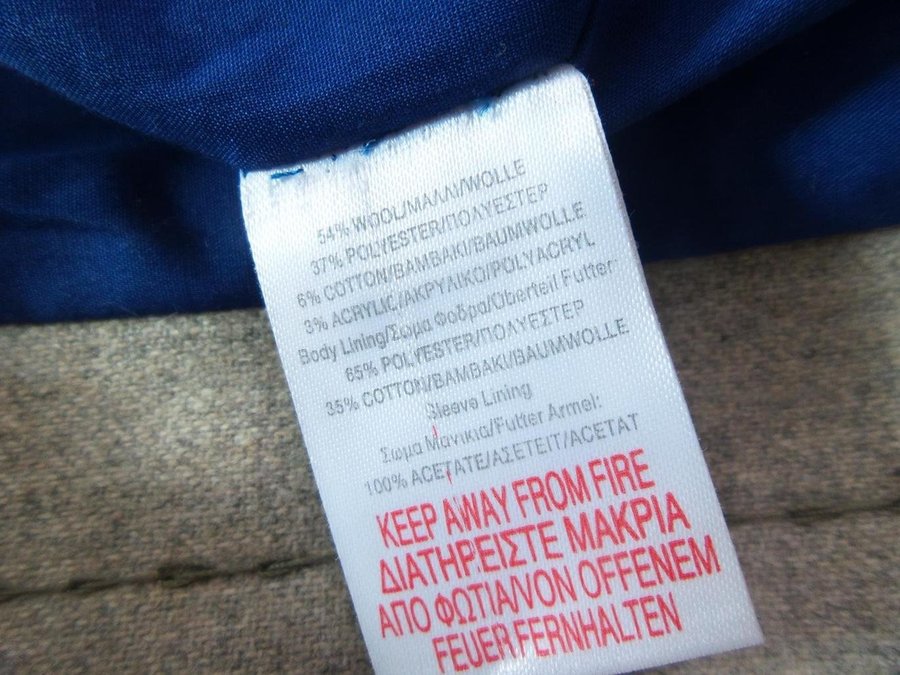 54% WOOL/ΜΑΛΛΙ/WOLLE
37% POLYESTER/ΠΟΛΥΕΣΤΕΡ
6% COTTON/ΒΑΜΒΑΚΙ/BAUMWOLLE
3% ACRYLIC/ΑΚΡΥΛΙΚΟ/POLYACRYL
Body Lining/Σωμα Φοδρα/Oberteil Futter:
65% POLYESTER/ΠΟΛΥΕΣΤΕΡ
35% COTTON/ΒΑΜΒΑΚΙ/BAUMWOLLE
Sleeve Lining
Σωμα Μανικια/Futter Armel:
100% ACETATE/ΑΣΕΤΕΙΤ/ACETAT
KEEP AWAY FROM FIRE
ΔΙΑΤΗΡΕΙΣΤΕ ΜΑΚΡΙΑ
ΑΠΟ ΦΩΤΙΑ/VON OFFENEM
FEUER FERNHALTEN